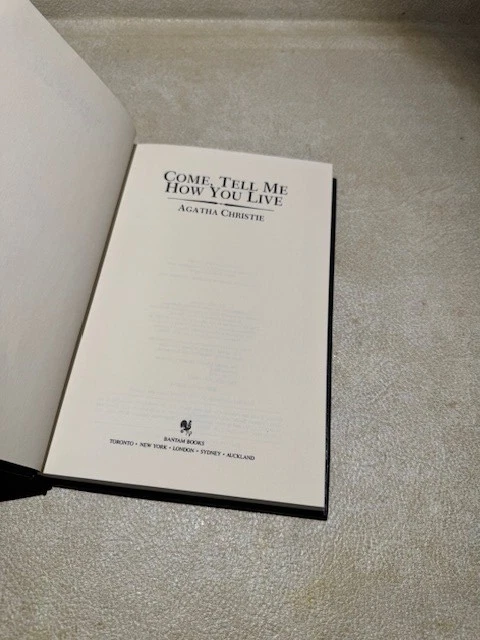 COME, TELL ME
HOW YOU LIVE
AGATHA CHRISTIE
BANTAM BOOKS
TORONTO • NEW YORK • LONDON • SYDNEY • AUCKLAND